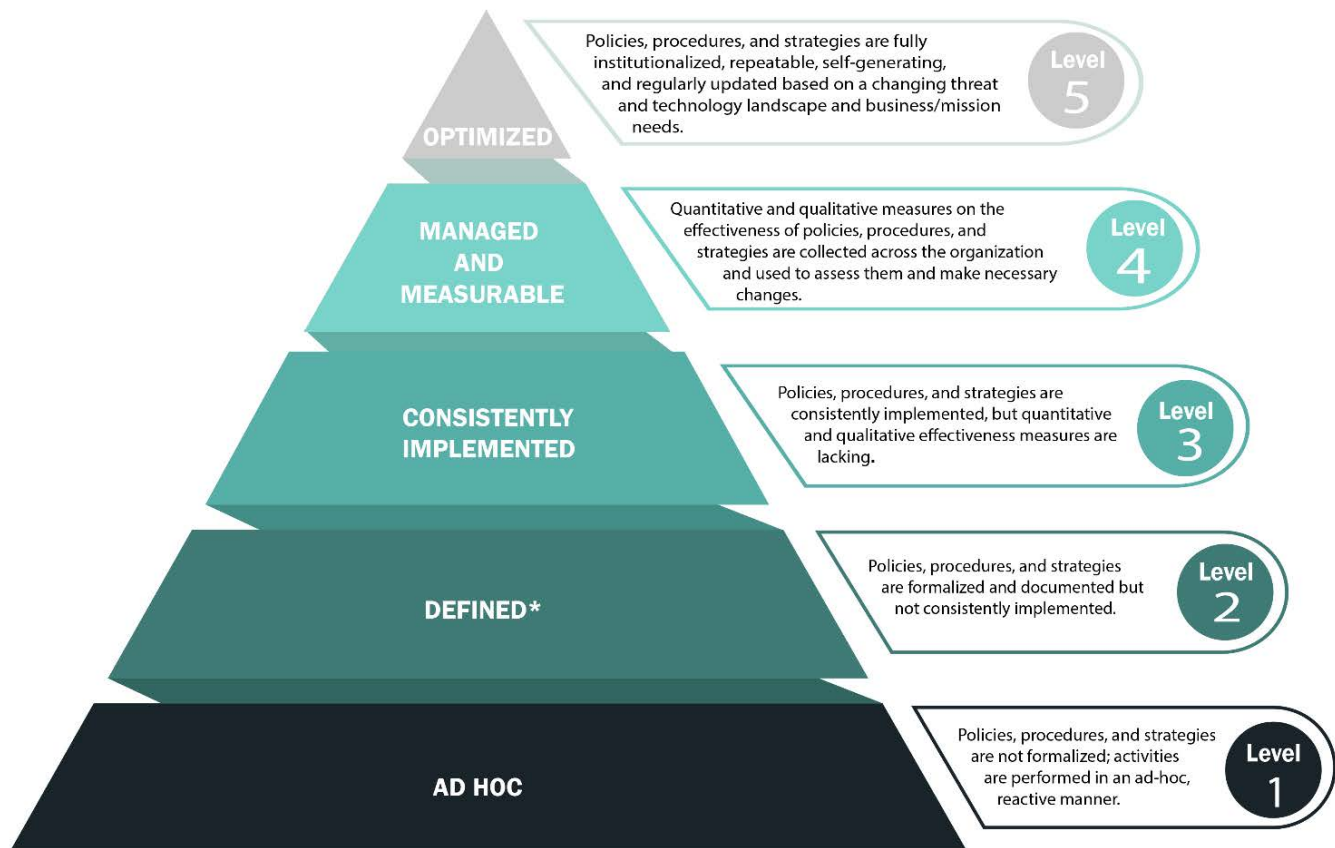 OPTIMIZED
Policies, procedures, and strategies are fully
institutionalized, repeatable, self-generating,
and regularly updated based on a changing threat
and technology landscape and business/mission
needs.
Level
5
MANAGED
AND
MEASURABLE
Quantitative and qualitative measures on the
effectiveness of policies, procedures, and
strategies are collected across the organization
and used to assess them and make necessary
changes.
Level
4
CONSISTENTLY
IMPLEMENTED
Policies, procedures, and strategies are
consistently implemented, but quantitative
and qualitative effectiveness measures are
lacking.
Level
3
DEFINED*
Policies, procedures, and strategies
are formalized and documented but
not consistently implemented.
Level
2
AD HOC
Policies, procedures, and strategies
are not formalized; activities
are performed in an ad-hoc,
reactive manner.
Level
1